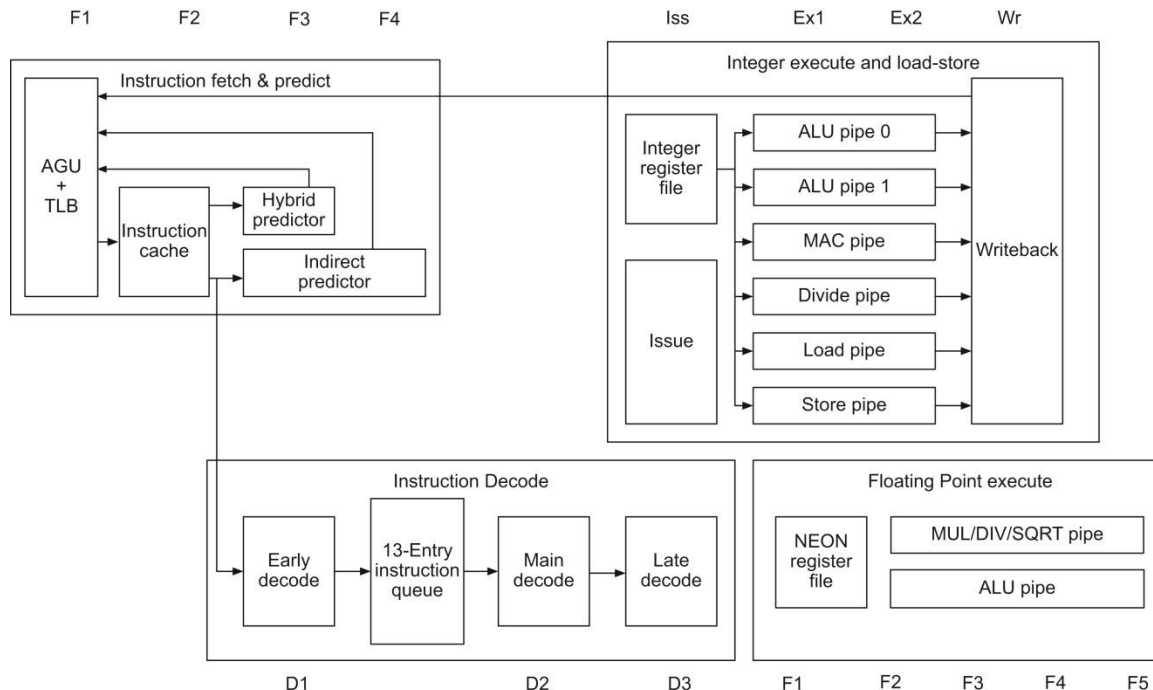 F1 F2 F3 F4 Iss Ex1 Ex2 Wr
Instruction fetch & predict
AGU
+
TLB
Instruction
cache
Hybrid
predictor
Indirect
predictor
Integer execute and load-store
Integer
register
file
Issue
ALU pipe 0
ALU pipe 1
MAC pipe
Divide pipe
Load pipe
Store pipe
Writeback
Instruction Decode
Early
decode
13-Entry
instruction
queue
Main
decode
Late
decode
Floating Point execute
NEON
register
file
MUL/DIV/SQRT pipe
ALU pipe
D1 D2 D3 F1 F2 F3 F4 F5